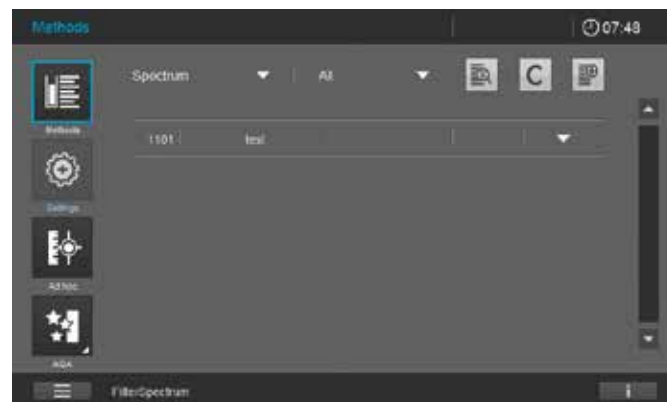 Methods
07:48
Spectrum
All
C
Methods
1101
test
Settings
Ad hoc
AQA
Filter/Spectrum
i